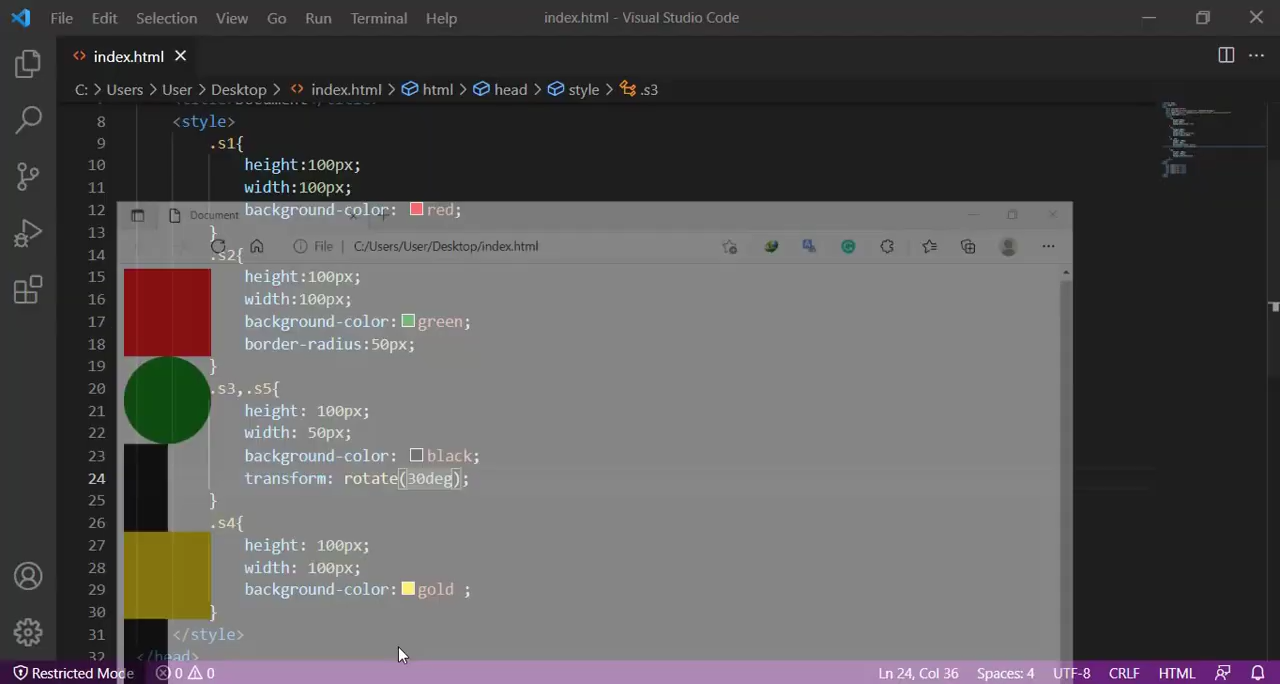 File Edit Selection View Go Run Terminal Help index.html - Visual Studio Code
index.html
C: > Users > User > Desktop > index.html > html > head > style > .s3
<title>Document</title>
8 <style>
9 .s1{
10 height:100px;
11 width:100px;
12 background-color: red;
Document
13 }
File C:/Users/User/Desktop/index.html
14 .s2{
15 height:100px;
16 width:100px;
17 background-color: green;
18 border-radius:50px;
19 }
20 .s3,.s5{
21 height: 100px;
22 width: 50px;
23 background-color: black;
24 transform: rotate(30deg);
25 }
26 .s4{
27 height: 100px;
28 width: 100px;
29 background-color: gold ;
30 }
31 </style>
32 </head>
Restricted Mode 0 0 Ln 24, Col 36 Spaces: 4 UTF-8 CRLF HTML